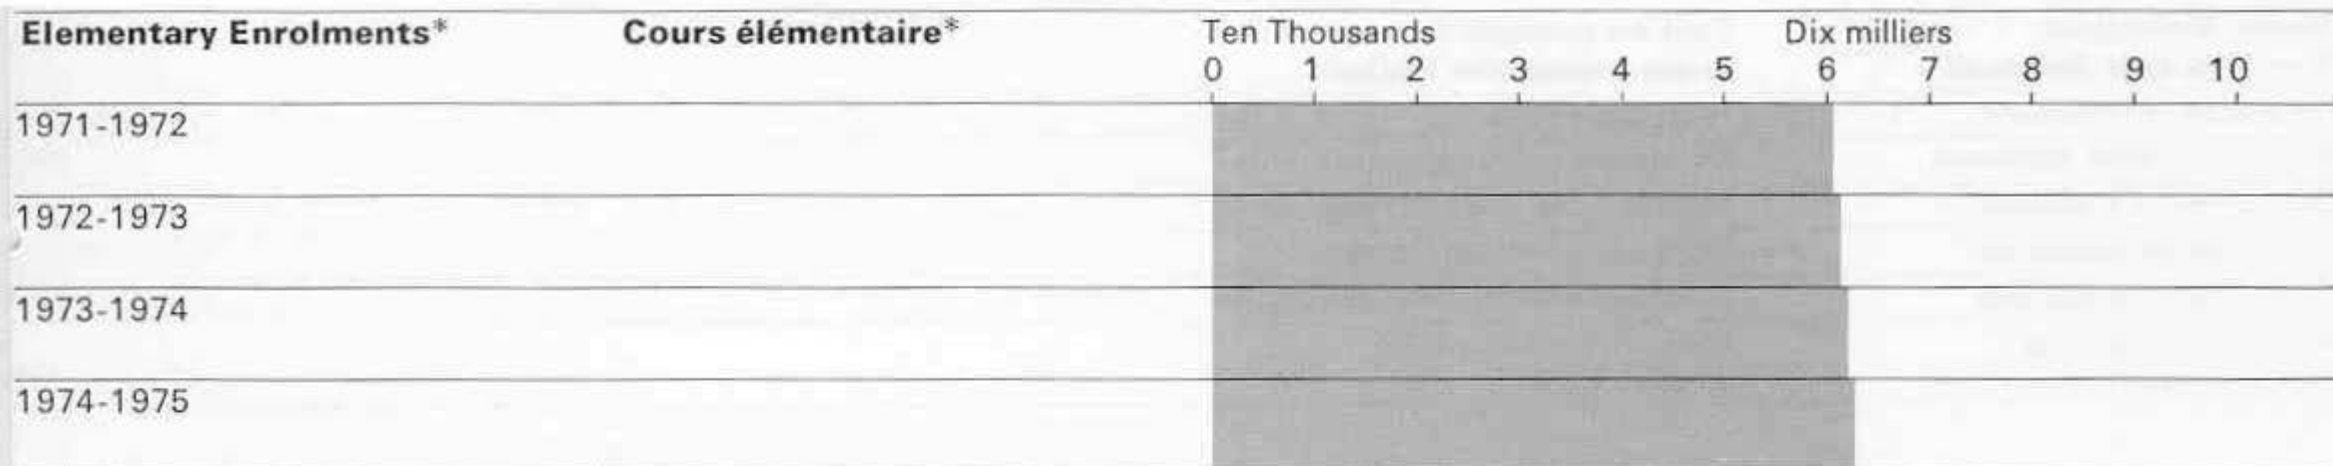 Elementary Enrolments* Cours élémentaire* Ten Thousands Dix milliers
0 1 2 3 4 5 6 7 8 9 10
1971-1972
1972-1973
1973-1974
1974-1975